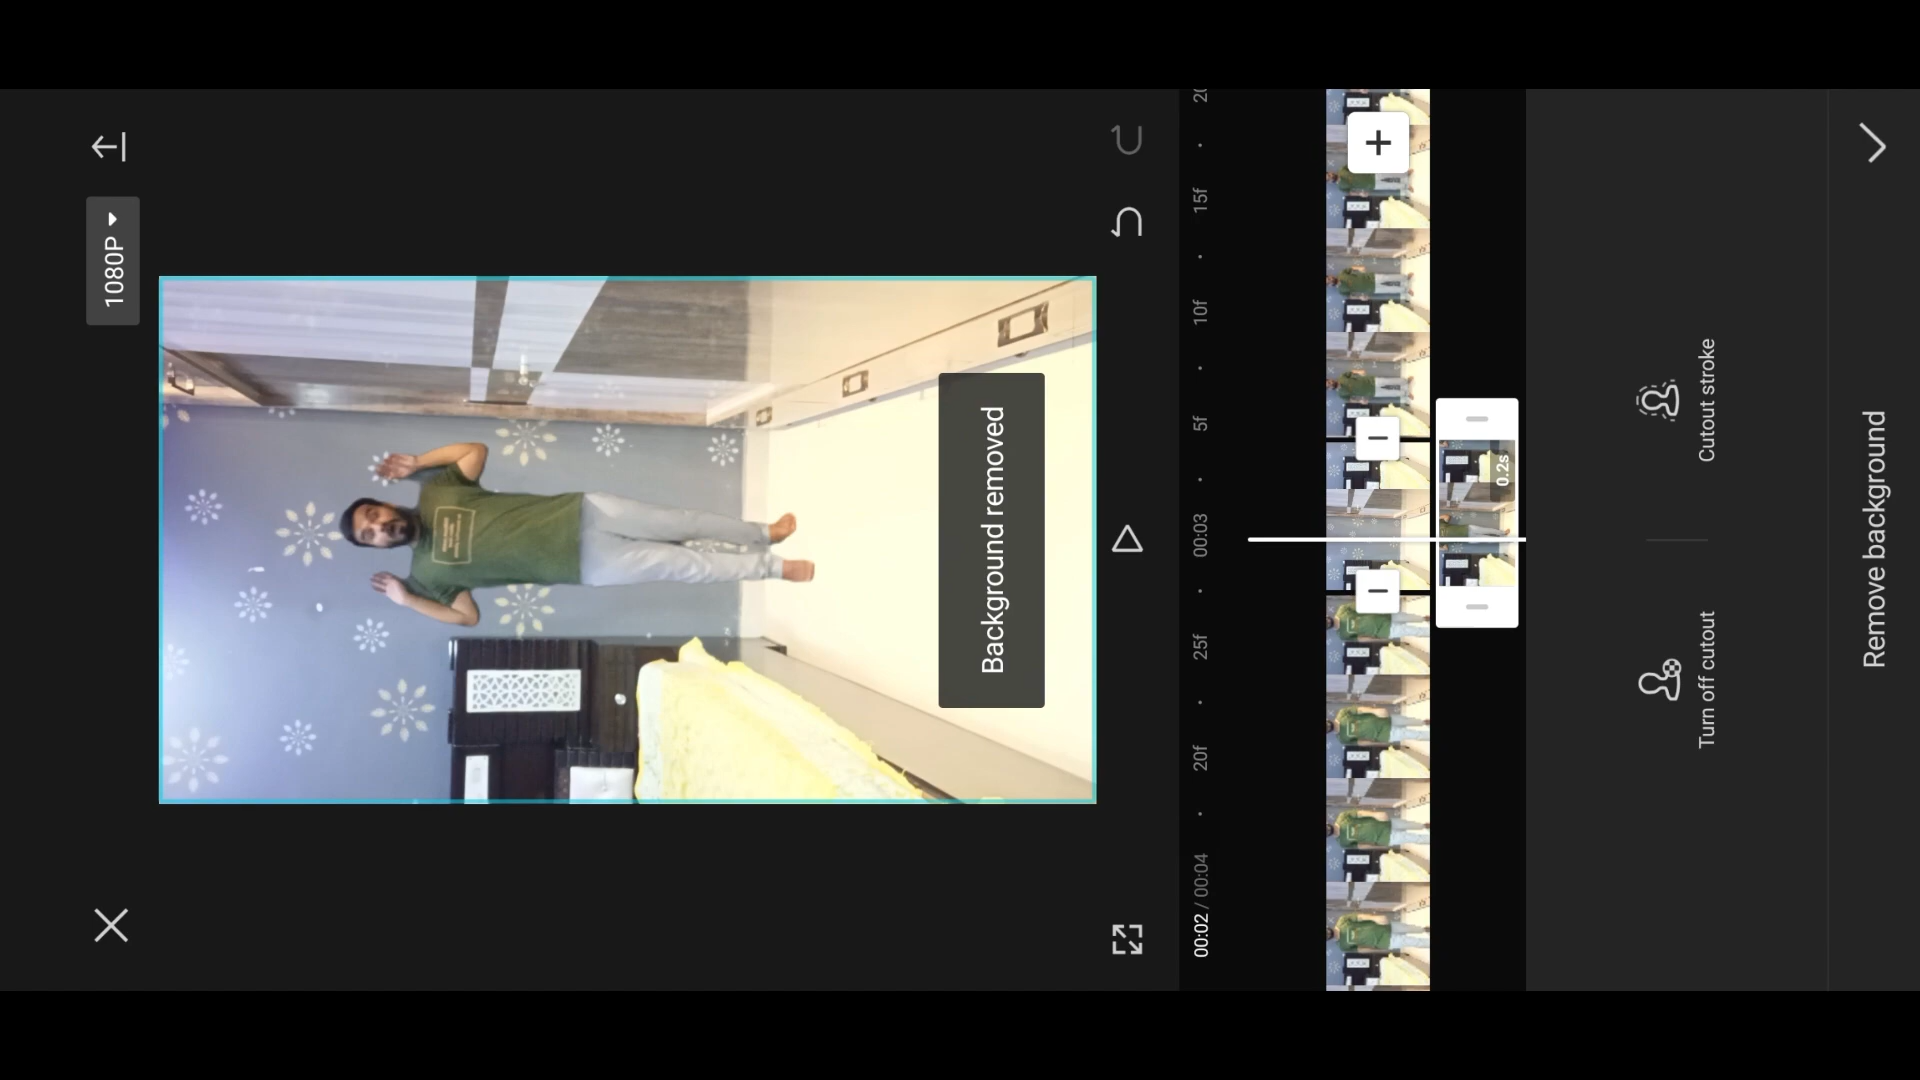 1080P
Background removed
00:02 / 00:04
20f
25f
00:03
5f
10f
15f
0.2s
Turn off cutout
Cutout stroke
Remove background